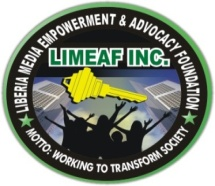 LIBERIA MEDIA EMPOWERMENT & ADVOCACY FOUNDATION
LIMEAF INC.
MOTTO: WORKING TO TRANSFORM SOCIETY